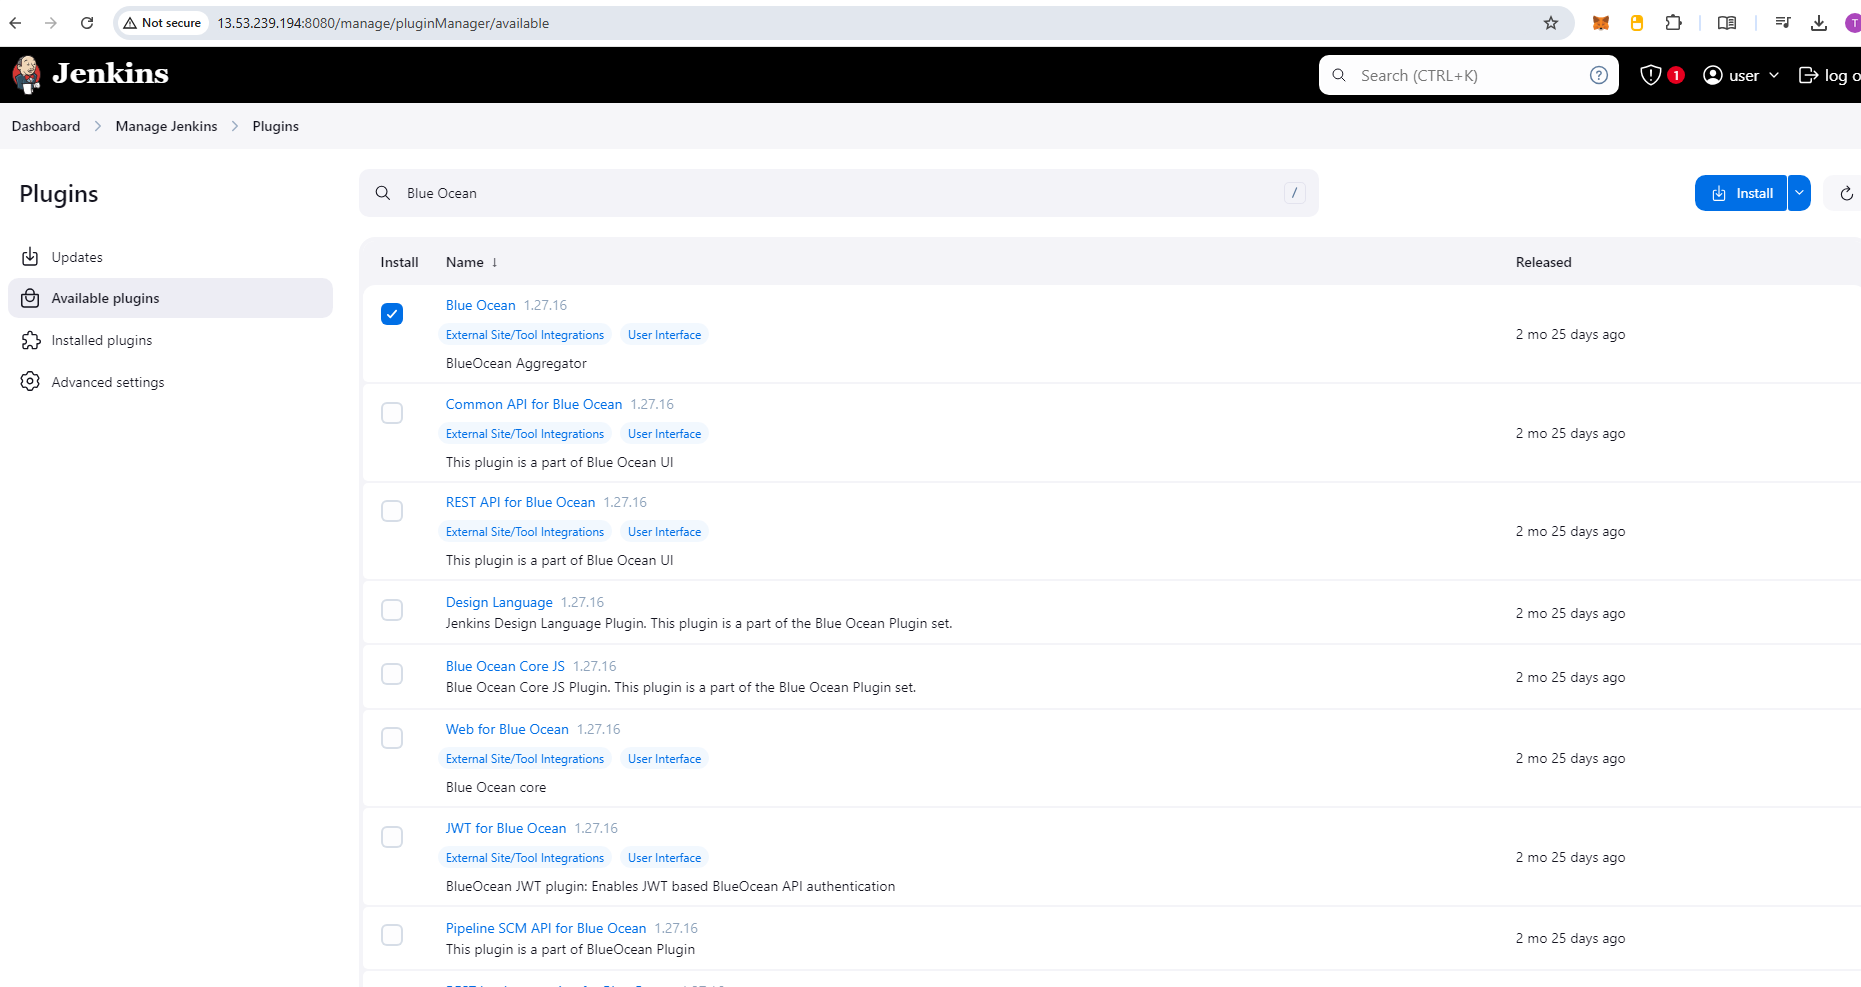 Not secure 13.53.239.194:8080/manage/pluginManager/available T
Jenkins Search (CTRL+K) ? 1 user log o
Dashboard > Manage Jenkins > Plugins
Plugins
Blue Ocean /
Install
Updates
Available plugins
Installed plugins
Advanced settings
Install Name ↓ Released
Blue Ocean 1.27.16
External Site/Tool Integrations User Interface
2 mo 25 days ago
BlueOcean Aggregator
Common API for Blue Ocean 1.27.16
External Site/Tool Integrations User Interface
2 mo 25 days ago
This plugin is a part of Blue Ocean UI
REST API for Blue Ocean 1.27.16
External Site/Tool Integrations User Interface
2 mo 25 days ago
This plugin is a part of Blue Ocean UI
Design Language 1.27.16
2 mo 25 days ago
Jenkins Design Language Plugin. This plugin is a part of the Blue Ocean Plugin set.
Blue Ocean Core JS 1.27.16
2 mo 25 days ago
Blue Ocean Core JS Plugin. This plugin is a part of the Blue Ocean Plugin set.
Web for Blue Ocean 1.27.16
External Site/Tool Integrations User Interface
2 mo 25 days ago
Blue Ocean core
JWT for Blue Ocean 1.27.16
External Site/Tool Integrations User Interface
2 mo 25 days ago
BlueOcean JWT plugin: Enables JWT based BlueOcean API authentication
Pipeline SCM API for Blue Ocean 1.27.16
2 mo 25 days ago
This plugin is a part of BlueOcean Plugin